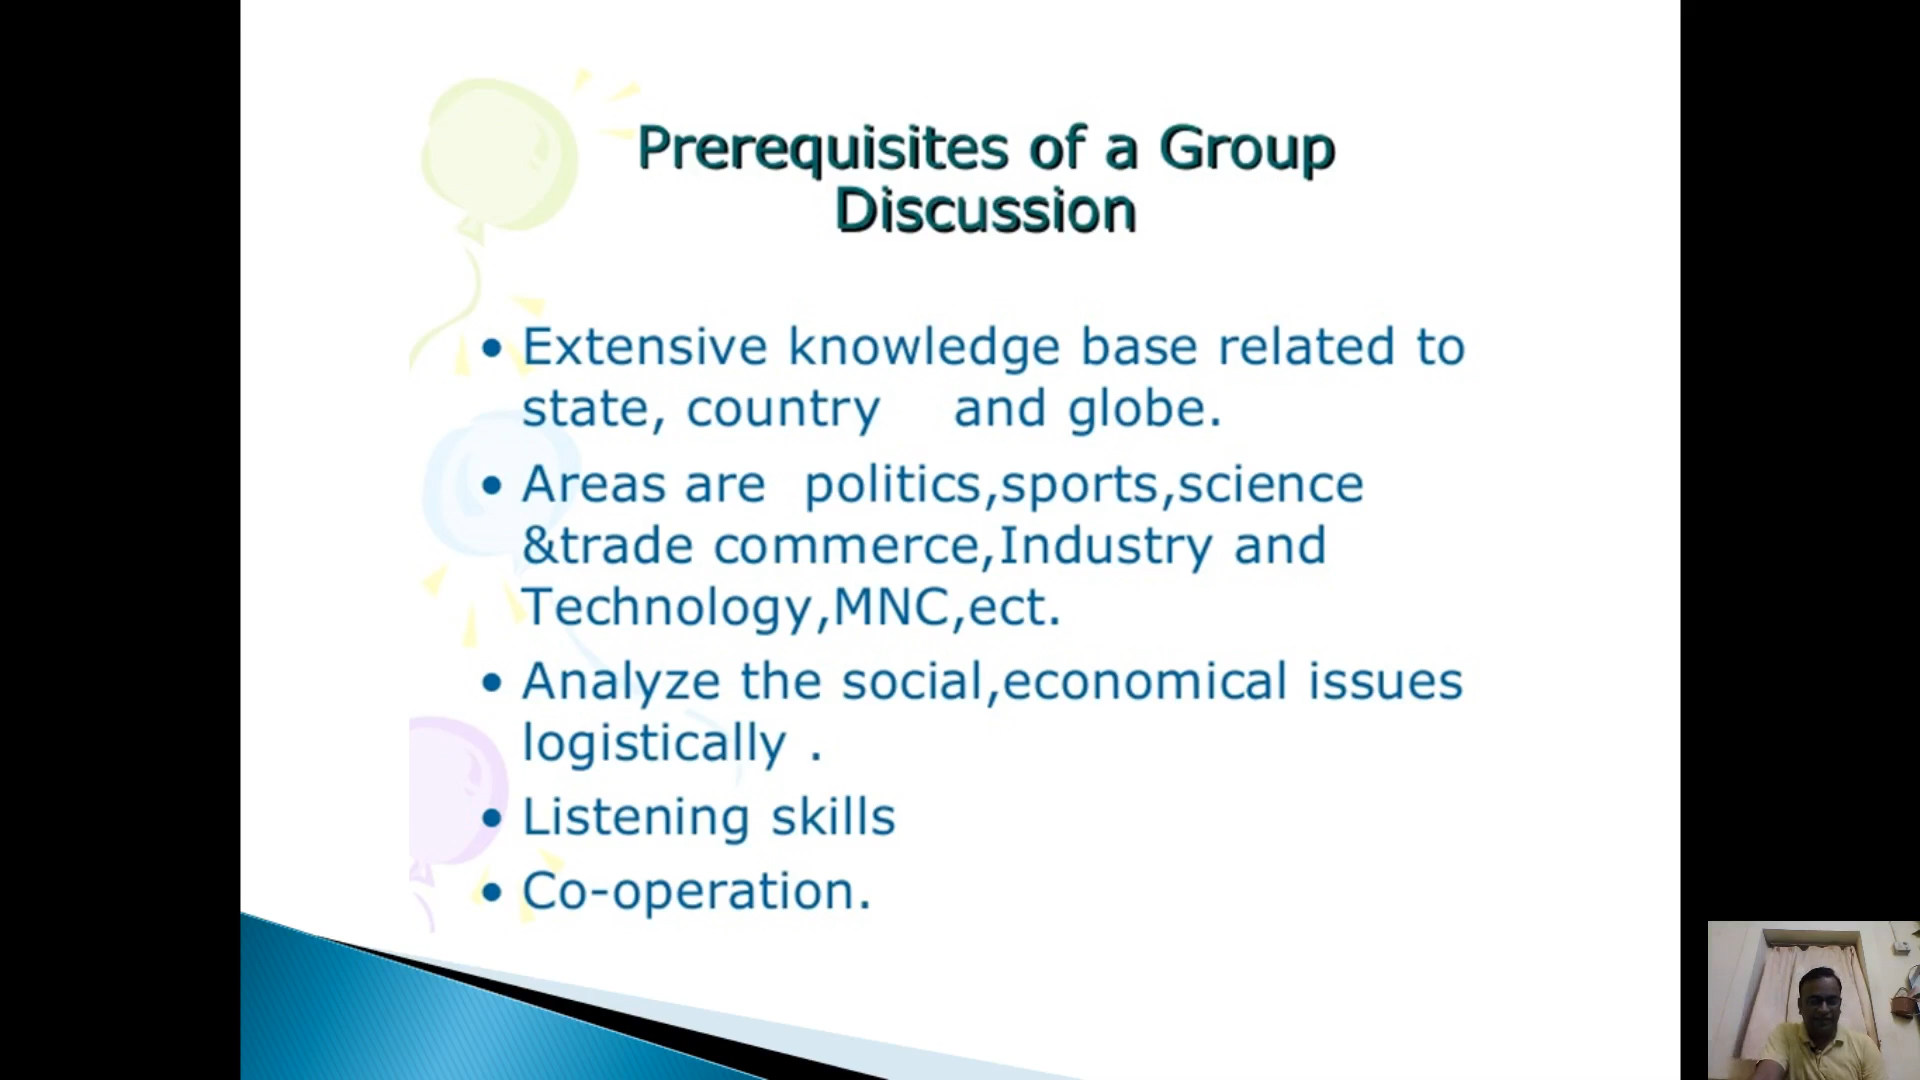 Prerequisites of a Group
Discussion
• Extensive knowledge base related to
state, country and globe.
• Areas are politics,sports,science
&trade commerce,Industry and
Technology,MNC,ect.
• Analyze the social,economical issues
logistically .
• Listening skills
• Co-operation.